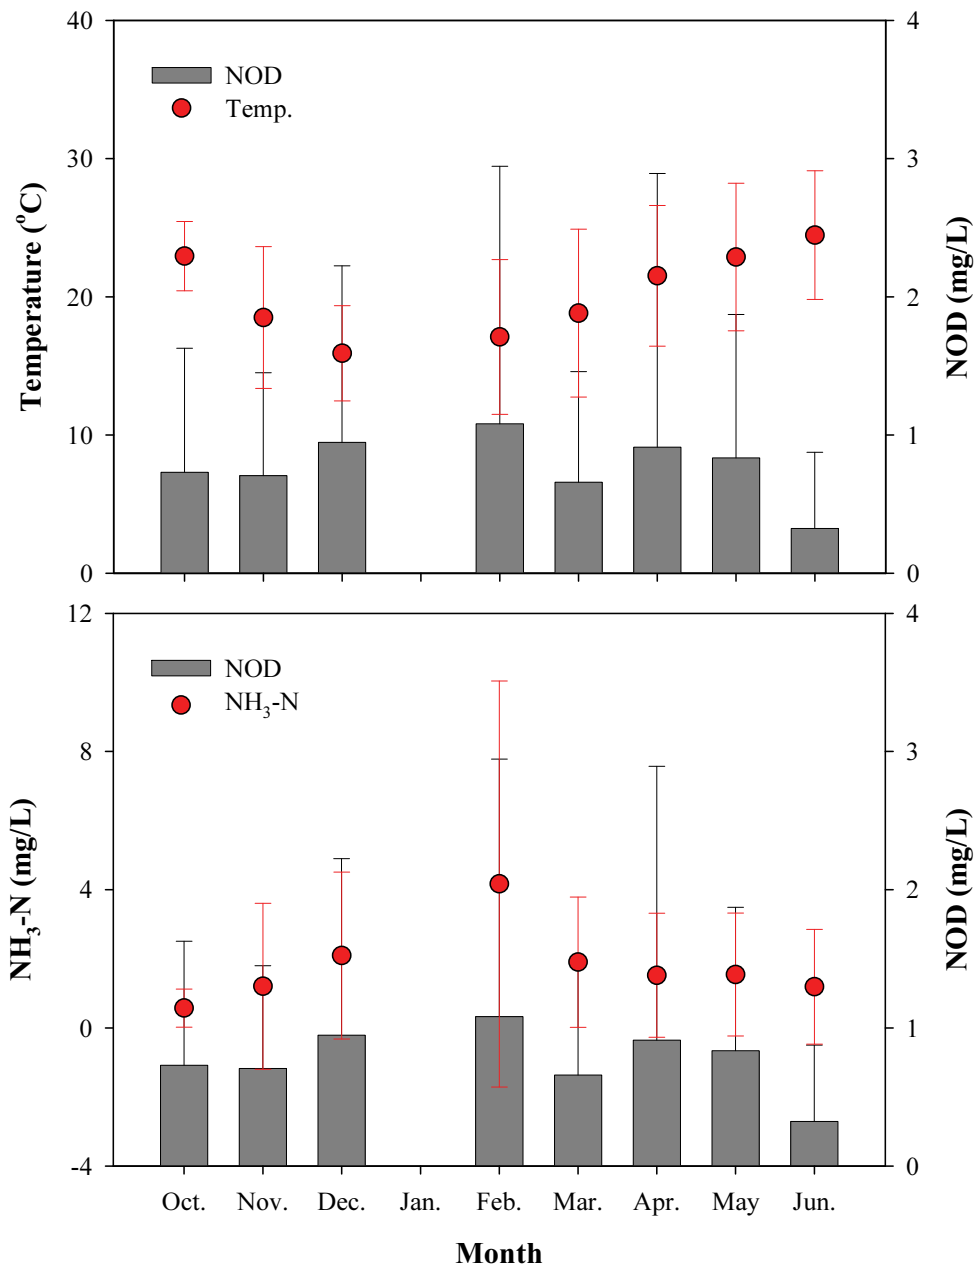 40
30
20
10
0
Temperature (°C)
NOD
Temp.
4
3
2
1
0
NOD (mg/L)
12
8
4
0
-4
NH₃-N (mg/L)
NOD
NH₃-N
4
3
2
1
0
NOD (mg/L)
Oct. Nov. Dec. Jan. Feb. Mar. Apr. May Jun.
Month